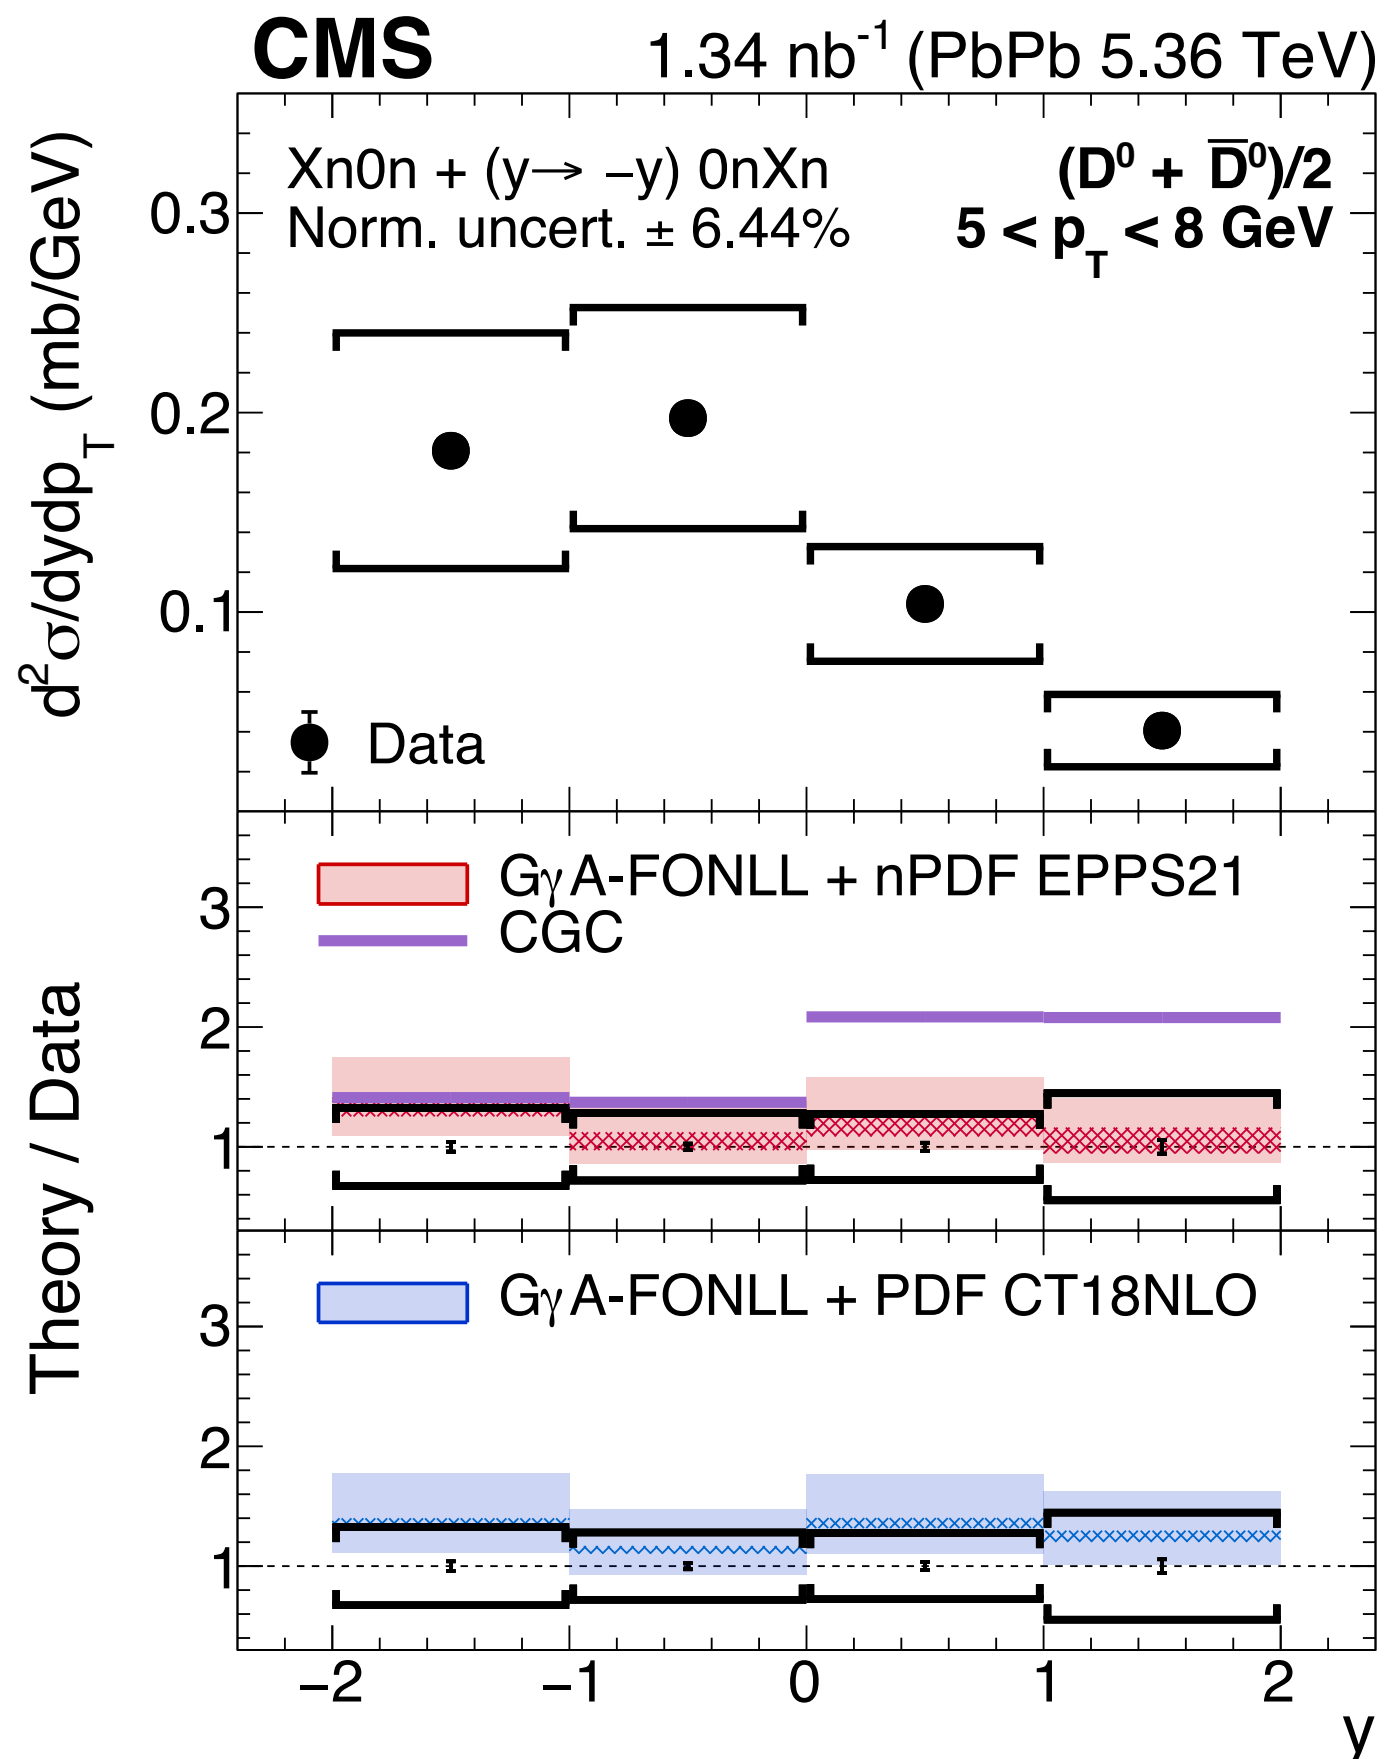 CMS 1.34 nb⁻¹ (PbPb 5.36 TeV)
Xn0n + (y→ −y) 0nXn
Norm. uncert. ± 6.44%
(D⁰ + D̅⁰)/2
5 < p_T < 8 GeV
d²σ/dydp_T (mb/GeV)
0.3
0.2
0.1
Data
GγA-FONLL + nPDF EPPS21
CGC
3
2
1
Theory / Data
GγA-FONLL + PDF CT18NLO
3
2
1
−2 −1 0 1 2
y